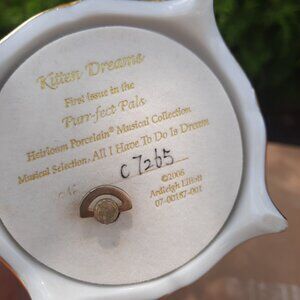 Kitten Dreams
First Issue in the
Purr-fect Pals
Heirloom Porcelain® Musical Collection
Musical Selection: All I Have To Do Is Dream
C7265
©2006
Ardleigh Elliott
07-00187-001